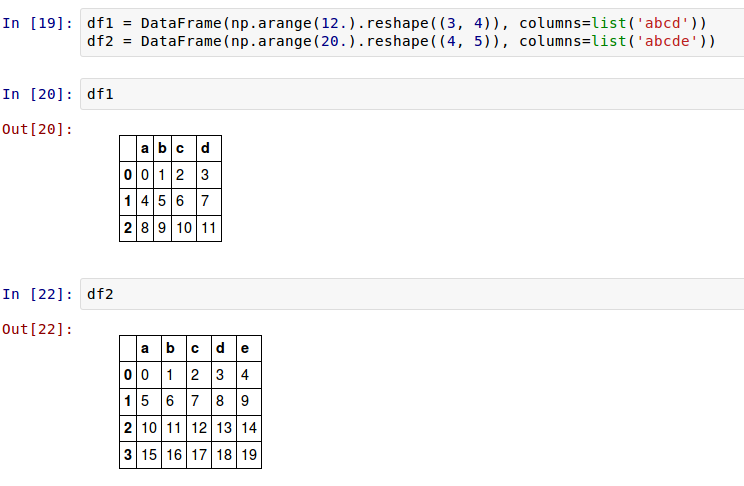 In [19]: df1 = DataFrame(np.arange(12.).reshape((3, 4)), columns=list('abcd'))
df2 = DataFrame(np.arange(20.).reshape((4, 5)), columns=list('abcde'))
In [20]: df1
Out[20]:
a b c d
0 0 1 2 3
1 4 5 6 7
2 8 9 10 11
In [22]: df2
Out[22]:
a b c d e
0 0 1 2 3 4
1 5 6 7 8 9
2 10 11 12 13 14
3 15 16 17 18 19